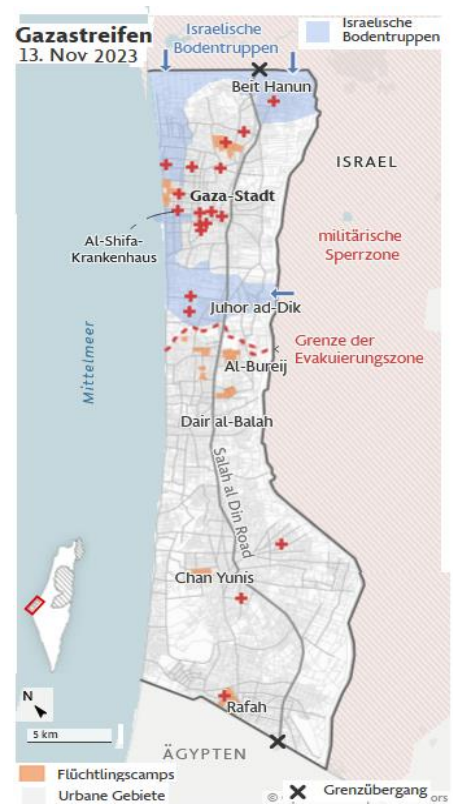 Gazastreifen
13. Nov 2023
Israelische
Bodentruppen
Israelische
Bodentruppen
Beit Hanun
ISRAEL
Gaza-Stadt
militärische
Sperrzone
Al-Shifa-
Krankenhaus
Juhor ad-Dik
Mittelmeer
Grenze der
Evakuierungszone
Al-Bureij
Dair al-Balah
Salah al Din Road
Chan Yunis
N
Rafah
5 km
ÄGYPTEN
Flüchtlingscamps
Urbane Gebiete
©
Grenzübergang
ors